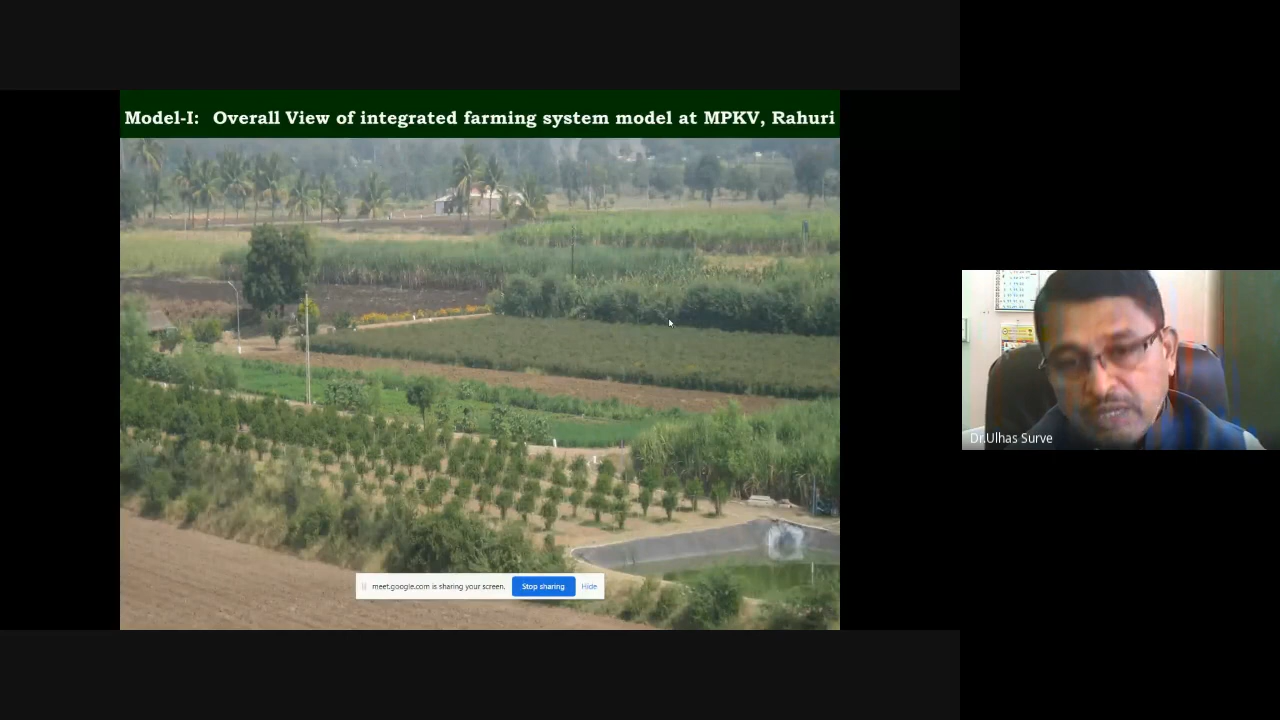 Model-I: Overall View of integrated farming system model at MPKV, Rahuri
meet.google.com is sharing your screen.
Stop sharing
Hide
Dr.Ulhas Surve